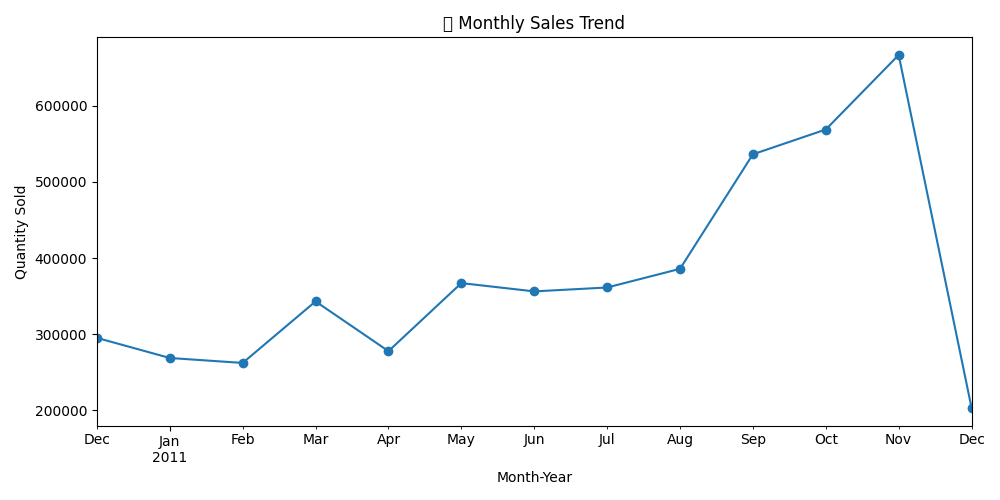 Monthly Sales Trend
Quantity Sold
600000
500000
400000
300000
200000
Dec Jan Feb Mar Apr May Jun Jul Aug Sep Oct Nov Dec
2011
Month-Year